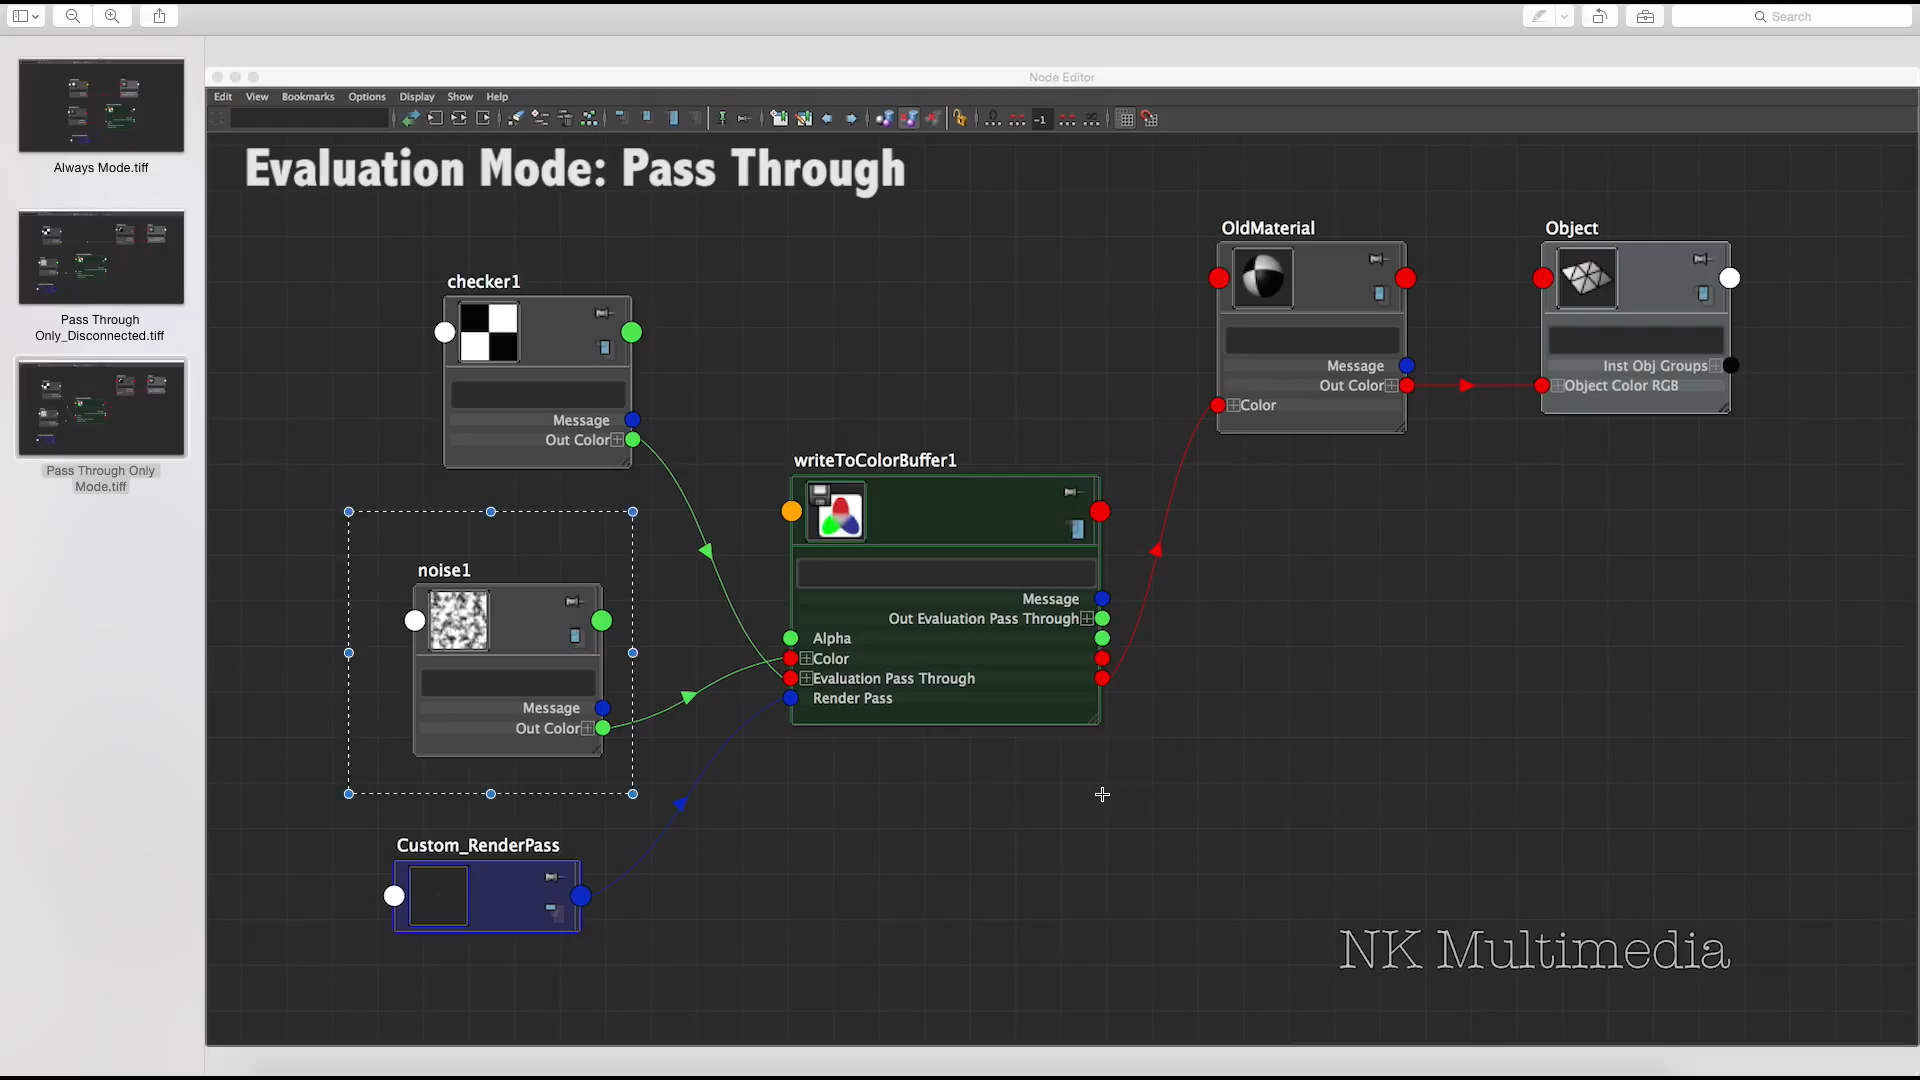 Search
Always Mode.tiff
Pass Through
Only_Disconnected.tiff
Pass Through Only
Mode.tiff
Node Editor
Edit View Bookmarks Options Display Show Help
-1
Evaluation Mode: Pass Through
checker1
Message
Out Color
noise1
Message
Out Color
Custom_RenderPass
writeToColorBuffer1
Message
Out Evaluation Pass Through
Alpha
Color
Evaluation Pass Through
Render Pass
OldMaterial
Message
Out Color
Color
Object
Inst Obj Groups
Object Color RGB
NK Multimedia